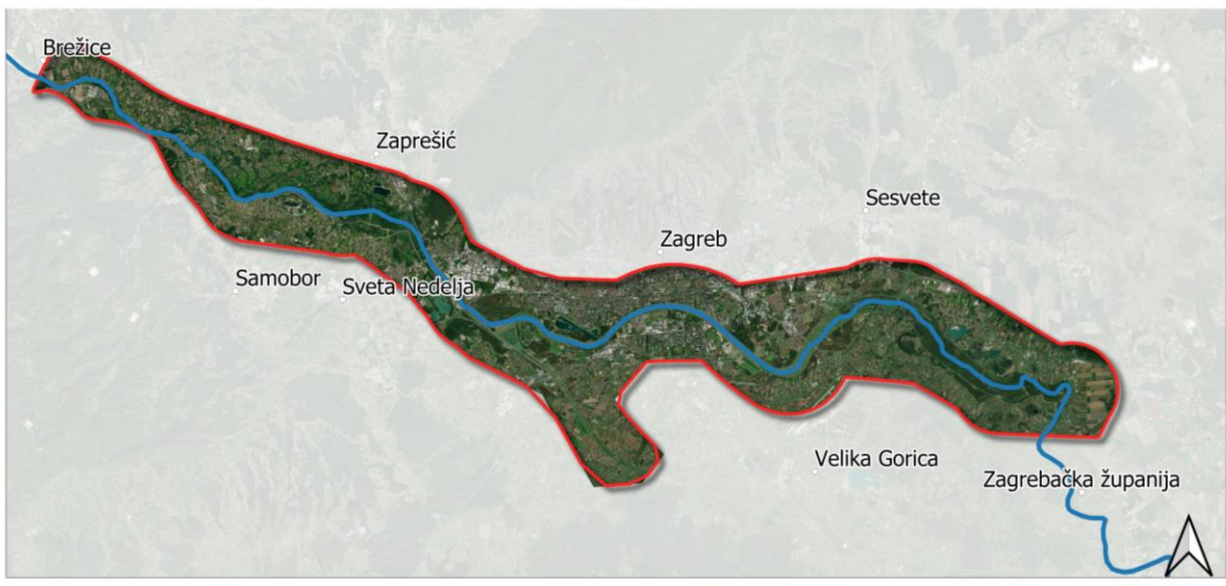 Brežice
Zaprešić
Sesvete
Zagreb
Samobor
Sveta Nedelja
Velika Gorica
Zagrebačka županija